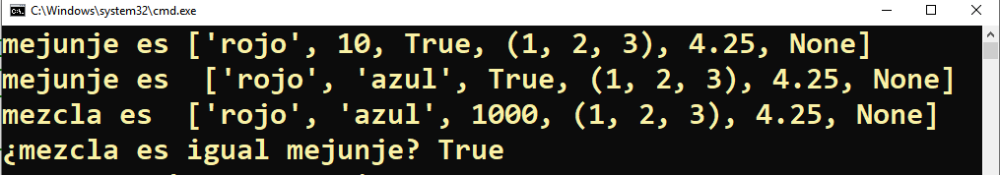 C:\Windows\system32\cmd.exe
mejunje es ['rojo', 10, True, (1, 2, 3), 4.25, None]
mejunje es  ['rojo', 'azul', True, (1, 2, 3), 4.25, None]
mezcla es  ['rojo', 'azul', 1000, (1, 2, 3), 4.25, None]
¿mezcla es igual mejunje? True